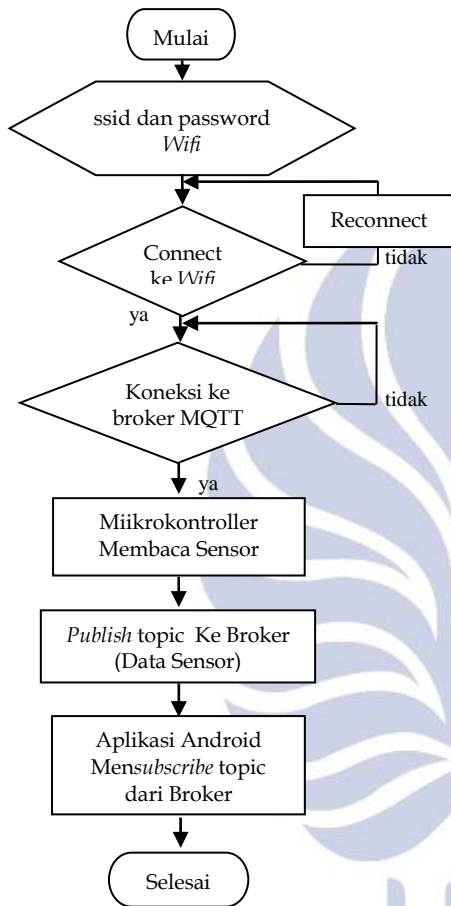 Mulai
ssid dan password
Wifi
Reconnect
Connect
ke Wifi
tidak
ya
Koneksi ke
broker MQTT
tidak
ya
Miikrokontroller
Membaca Sensor
Publish topic Ke Broker
(Data Sensor)
Aplikasi Android
Mensubscribe topic
dari Broker
Selesai